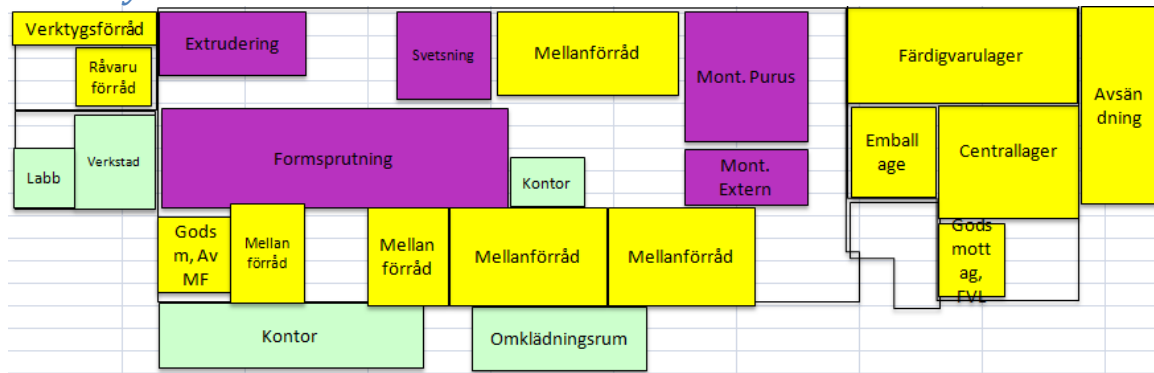 Verktygsförråd
Råvaru
förråd
Extrudering
Svetsning
Mellanförråd
Mont. Purus
Färdigvarulager
Avsän
dning
Labb
Verkstad
Formsprutning
Kontor
Mont.
Extern
Emball
age
Centrallager
Gods
m, Av
MF
Mellan
förråd
Mellan
förråd
Mellanförråd
Mellanförråd
Gods
mott
ag,
FVL
Kontor
Omklädningsrum